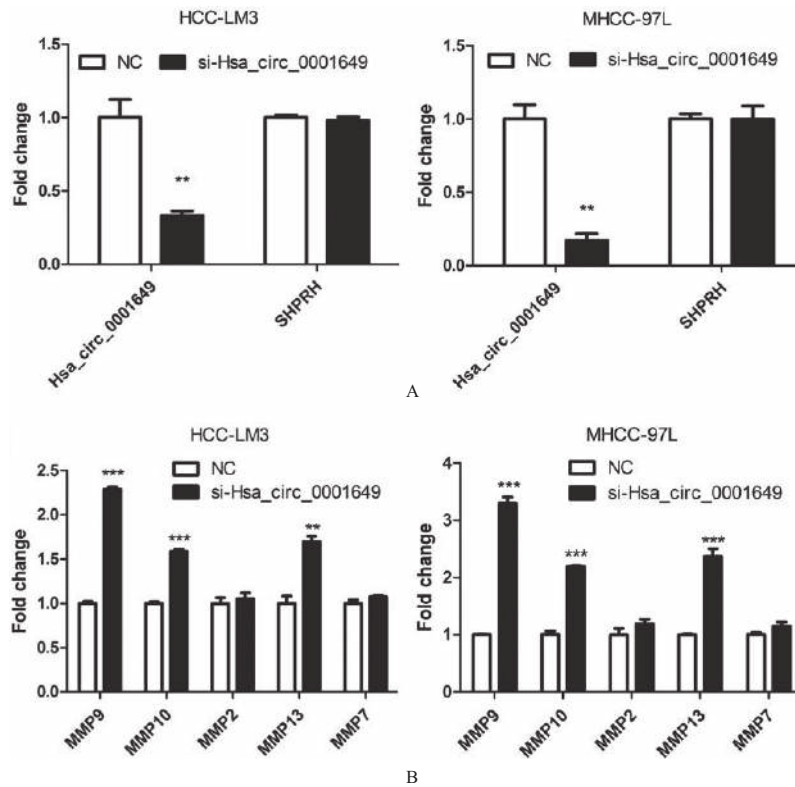 HCC-LM3
NC si-Hsa_circ_0001649
Fold change
1.5
1.0
0.5
0.0
**
Hsa_circ_0001649
SHPRH
MHCC-97L
NC si-Hsa_circ_0001649
Fold change
1.5
1.0
0.5
0.0
**
Hsa_circ_0001649
SHPRH
A
HCC-LM3
NC
si-Hsa_circ_0001649
Fold change
2.5
2.0
1.5
1.0
0.5
0.0
***
***
**
MMP9
MMP10
MMP2
MMP13
MMP7
MHCC-97L
NC
si-Hsa_circ_0001649
Fold change
4
3
2
1
0
***
***
***
MMP9
MMP10
MMP2
MMP13
MMP7
B